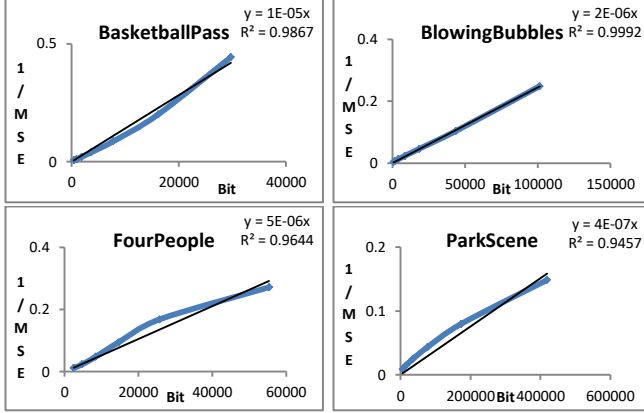 BasketballPass
y = 1E-05x
R² = 0.9867
1 / M S E
0.5
0
0
20000
40000
Bit
BlowingBubbles
y = 2E-06x
R² = 0.9992
1 / M S E
0.4
0.2
0
0
50000
100000
150000
Bit
FourPeople
y = 5E-06x
R² = 0.9644
1 / M S E
0.4
0.2
0
0
20000
40000
60000
Bit
ParkScene
y = 4E-07x
R² = 0.9457
1 / M S E
0.2
0.1
0
0
200000
400000
600000
Bit